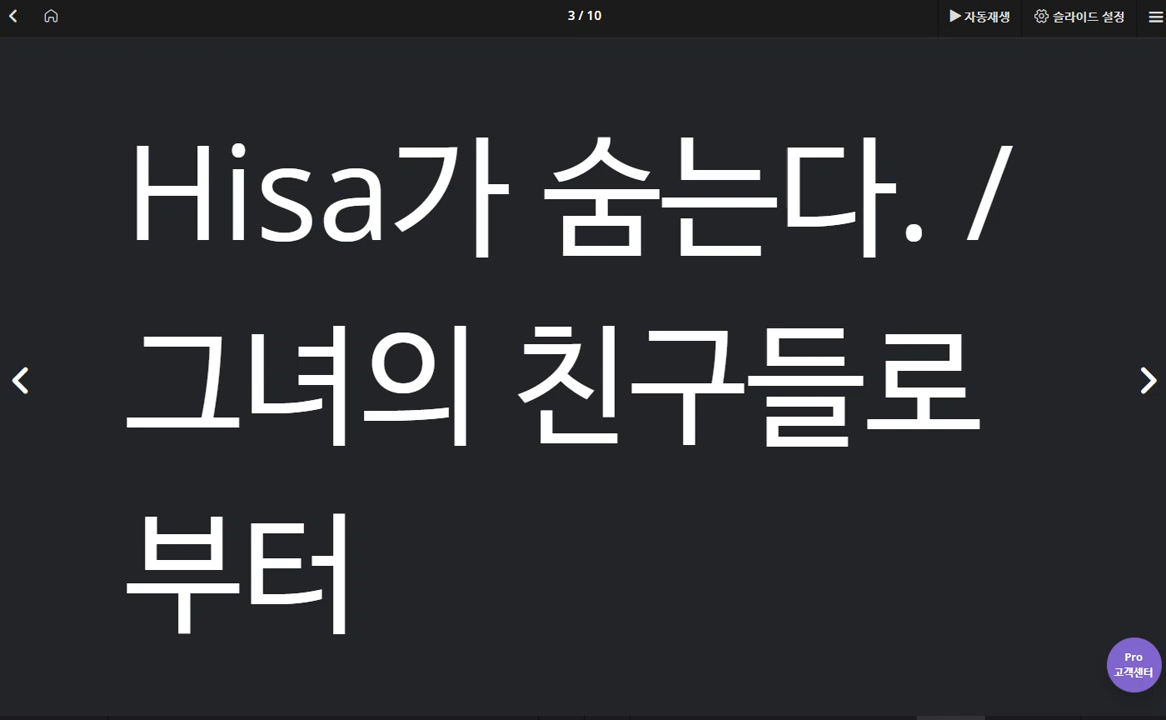 3 / 10
자동재생
슬라이드 설정
Hisa가 숨는다. /
그녀의 친구들로
부터
Pro
고객센터